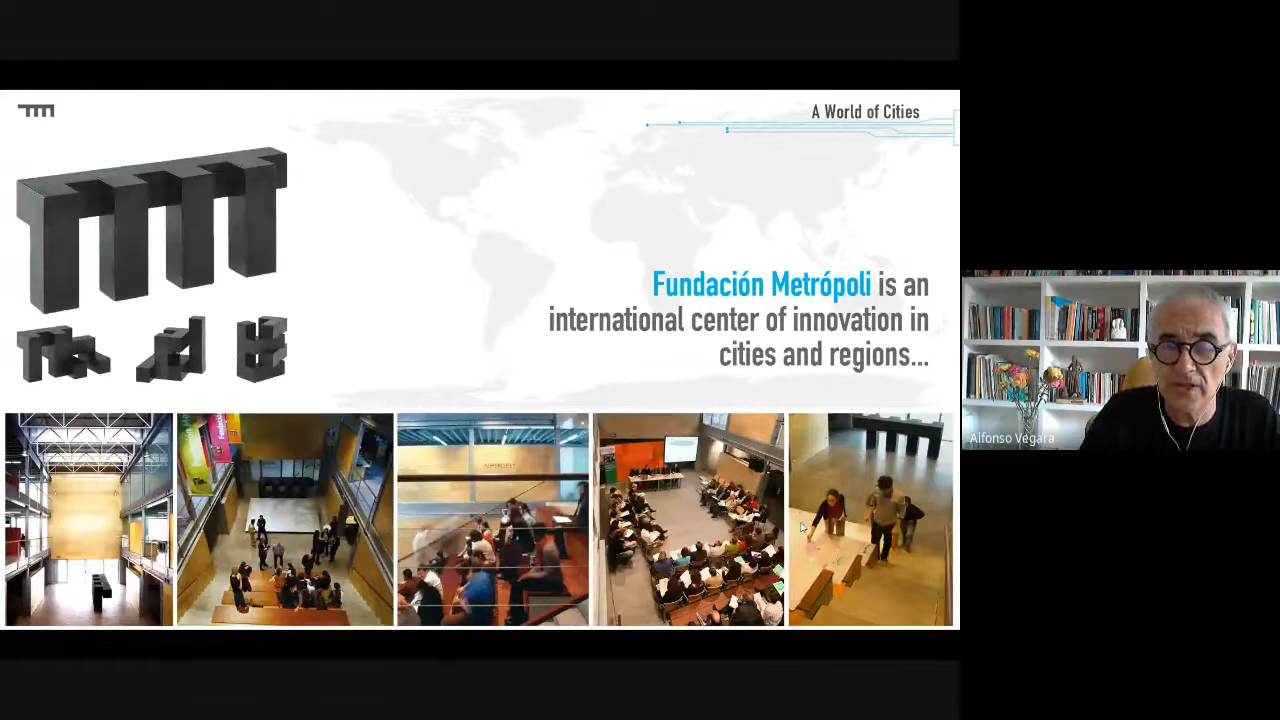 A World of Cities
Fundación Metrópoli is an
international center of innovation in
cities and regions...
Alfonso Vegara